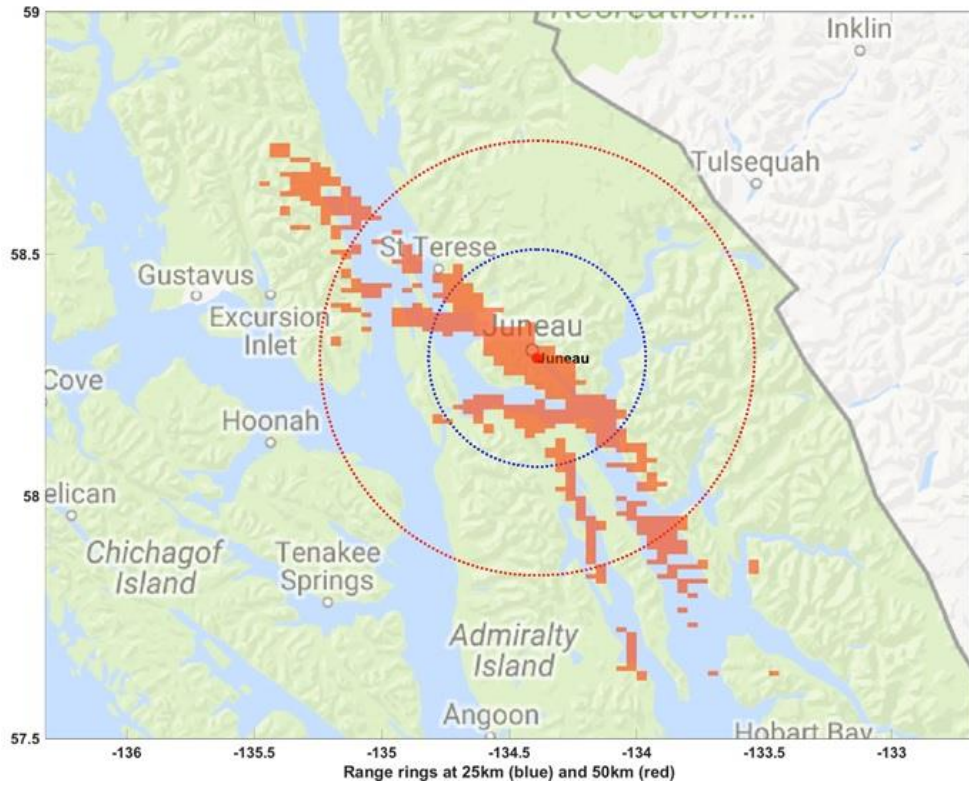 59
Recreation...
Inklin
Tulsequah
58.5
St Terese
Gustavus
Excursion
Inlet
Juneau
Juneau
Cove
Hoonah
58
elican
Chichagof
Island
Tenakee
Springs
Admiralty
Island
Angoon
Hobart Bay
57.5
-136
-135.5
-135
-134.5
-134
-133.5
-133
Range rings at 25km (blue) and 50km (red)